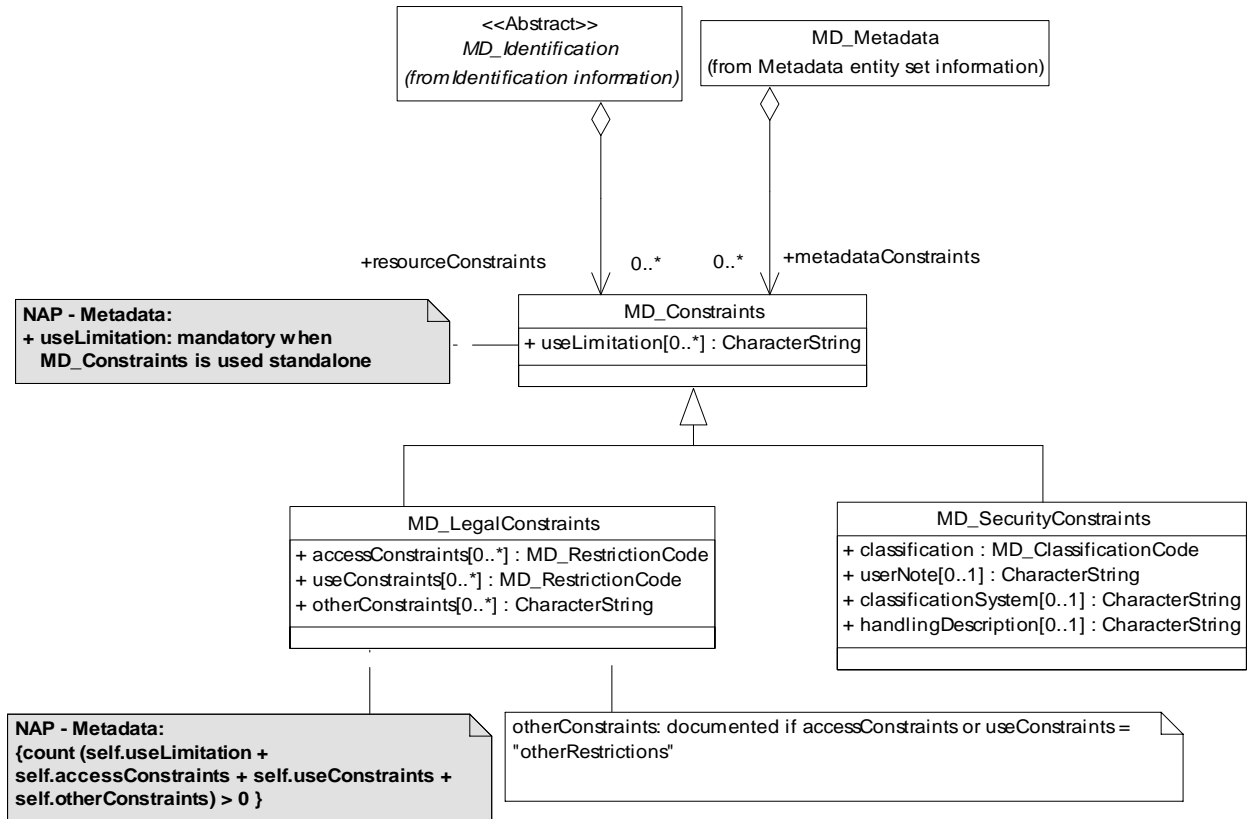 <<Abstract>>
MD_Identification
(from Identification information)
MD_Metadata
(from Metadata entity set information)
+resourceConstraints
0..*
0..*
+metadataConstraints
NAP - Metadata:
+ useLimitation: mandatory when
MD_Constraints is used standalone
MD_Constraints
+ useLimitation[0..*] : CharacterString
MD_LegalConstraints
+ accessConstraints[0..*] : MD_RestrictionCode
+ useConstraints[0..*] : MD_RestrictionCode
+ otherConstraints[0..*] : CharacterString
MD_SecurityConstraints
+ classification : MD_ClassificationCode
+ userNote[0..1] : CharacterString
+ classificationSystem[0..1] : CharacterString
+ handlingDescription[0..1] : CharacterString
NAP - Metadata:
{count (self.useLimitation +
self.accessConstraints + self.useConstraints +
self.otherConstraints) > 0 }
otherConstraints: documented if accessConstraints or useConstraints =
"otherRestrictions"